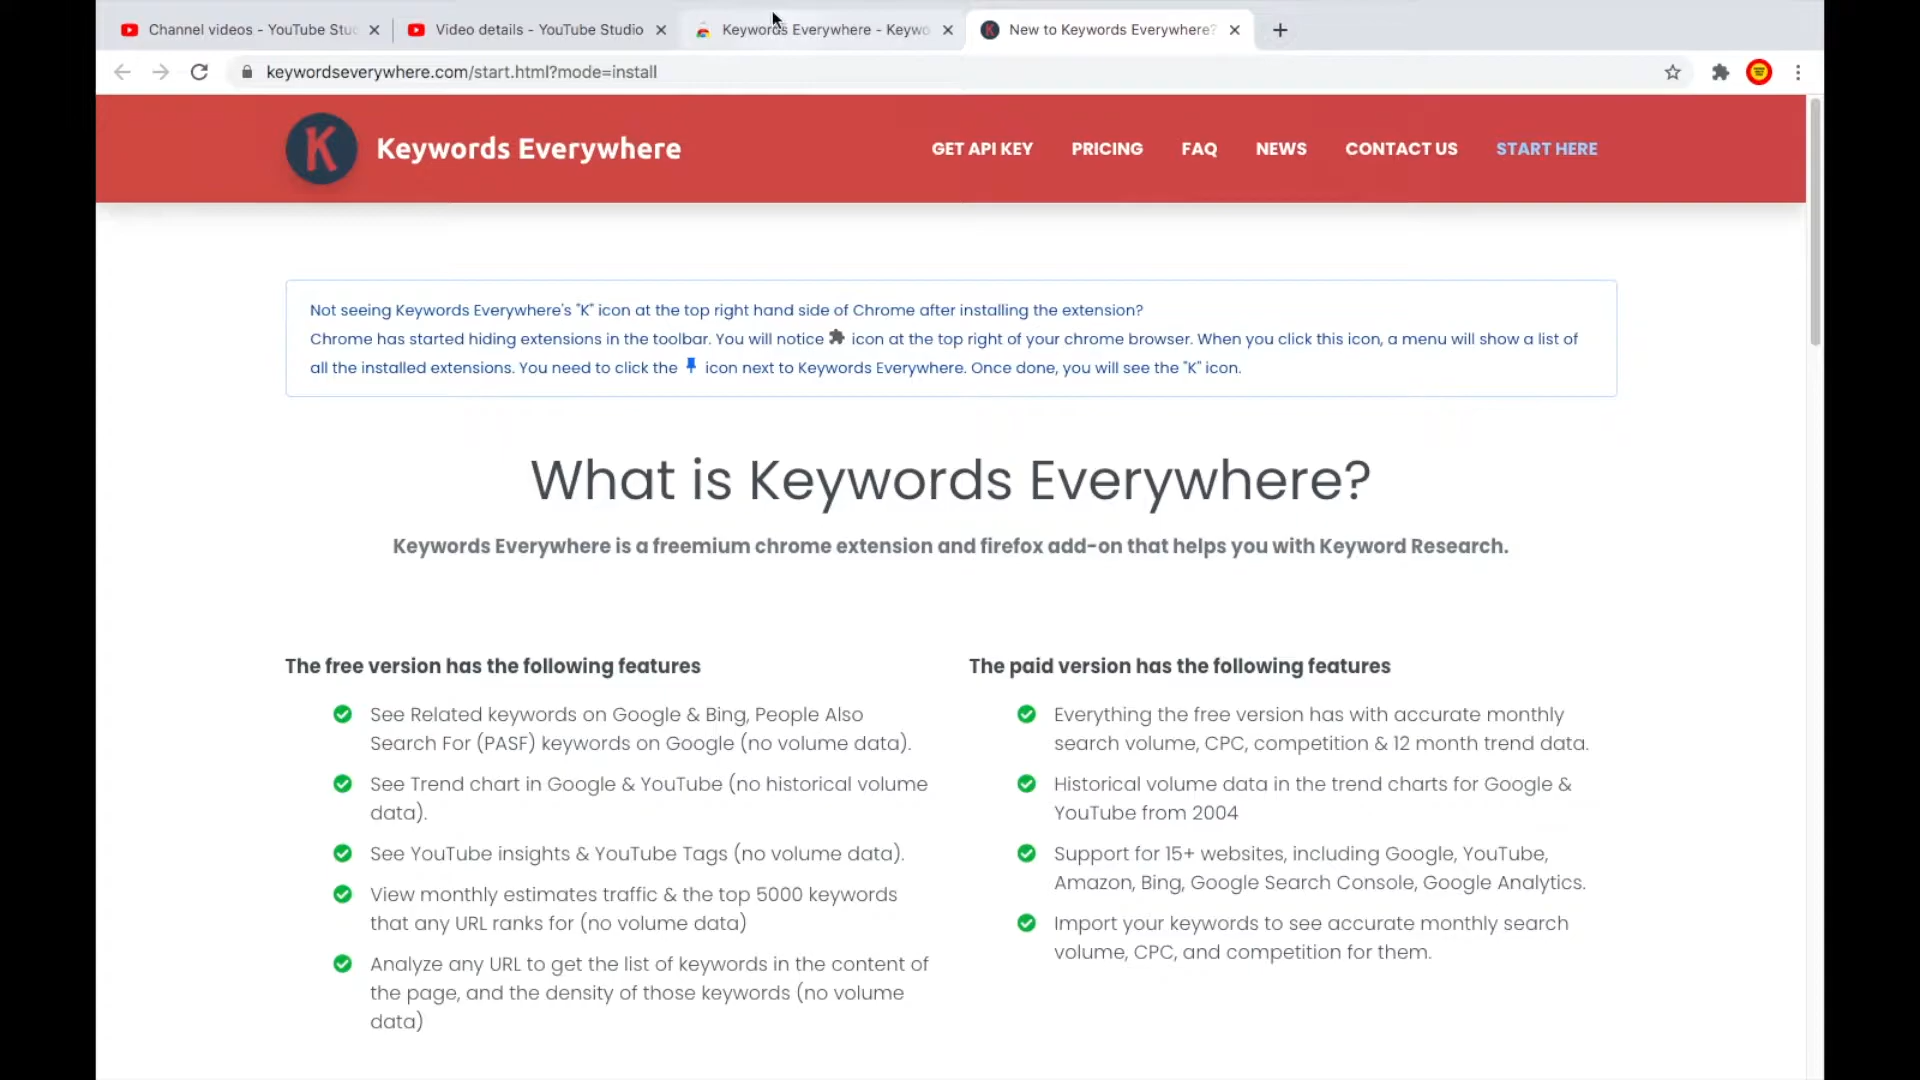 Channel videos - YouTube Stu
Video details - YouTube Studio
Keywords Everywhere - Keywo
New to Keywords Everywhere?
keywordseverywhere.com/start.html?mode=install
K
Keywords Everywhere
GET API KEY
PRICING
FAQ
NEWS
CONTACT US
START HERE
Not seeing Keywords Everywhere's "K" icon at the top right hand side of Chrome after installing the extension?
Chrome has started hiding extensions in the toolbar. You will notice icon at the top right of your chrome browser. When you click this icon, a menu will show a list of
all the installed extensions. You need to click the icon next to Keywords Everywhere. Once done, you will see the "K" icon.
What is Keywords Everywhere?
Keywords Everywhere is a freemium chrome extension and firefox add-on that helps you with Keyword Research.
The free version has the following features
See Related keywords on Google & Bing, People Also
Search For (PASF) keywords on Google (no volume data).
See Trend chart in Google & YouTube (no historical volume
data).
See YouTube insights & YouTube Tags (no volume data).
View monthly estimates traffic & the top 5000 keywords
that any URL ranks for (no volume data)
Analyze any URL to get the list of keywords in the content of
the page, and the density of those keywords (no volume
data)
The paid version has the following features
Everything the free version has with accurate monthly
search volume, CPC, competition & 12 month trend data.
Historical volume data in the trend charts for Google &
YouTube from 2004
Support for 15+ websites, including Google, YouTube,
Amazon, Bing, Google Search Console, Google Analytics.
Import your keywords to see accurate monthly search
volume, CPC, and competition for them.